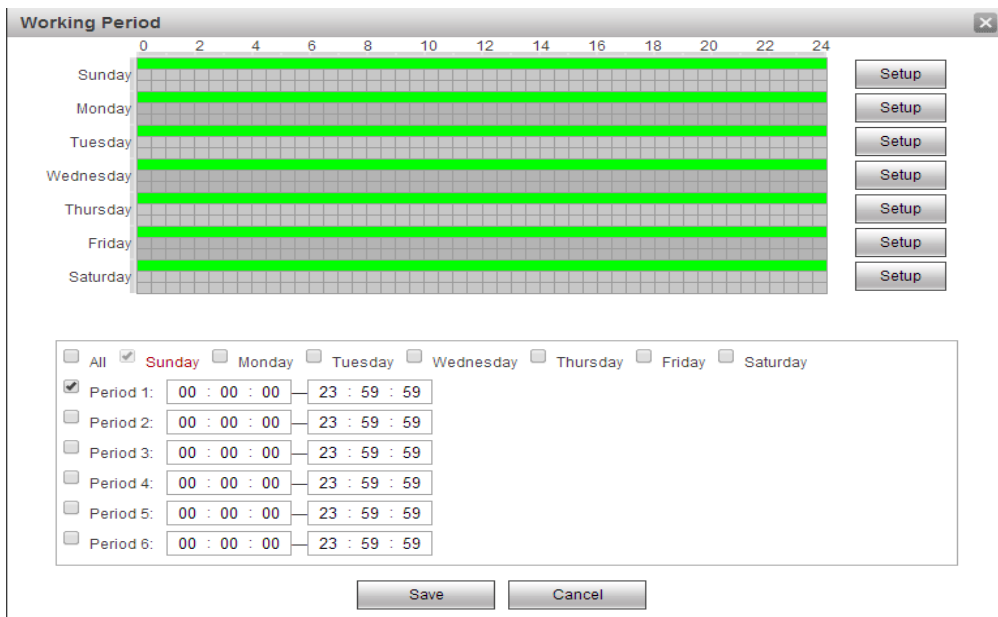 Working Period
0 2 4 6 8 10 12 14 16 18 20 22 24
Sunday Setup
Monday Setup
Tuesday Setup
Wednesday Setup
Thursday Setup
Friday Setup
Saturday Setup
All Sunday Monday Tuesday Wednesday Thursday Friday Saturday
Period 1: 00 : 00 : 00 — 23 : 59 : 59
Period 2: 00 : 00 : 00 — 23 : 59 : 59
Period 3: 00 : 00 : 00 — 23 : 59 : 59
Period 4: 00 : 00 : 00 — 23 : 59 : 59
Period 5: 00 : 00 : 00 — 23 : 59 : 59
Period 6: 00 : 00 : 00 — 23 : 59 : 59
Save Cancel